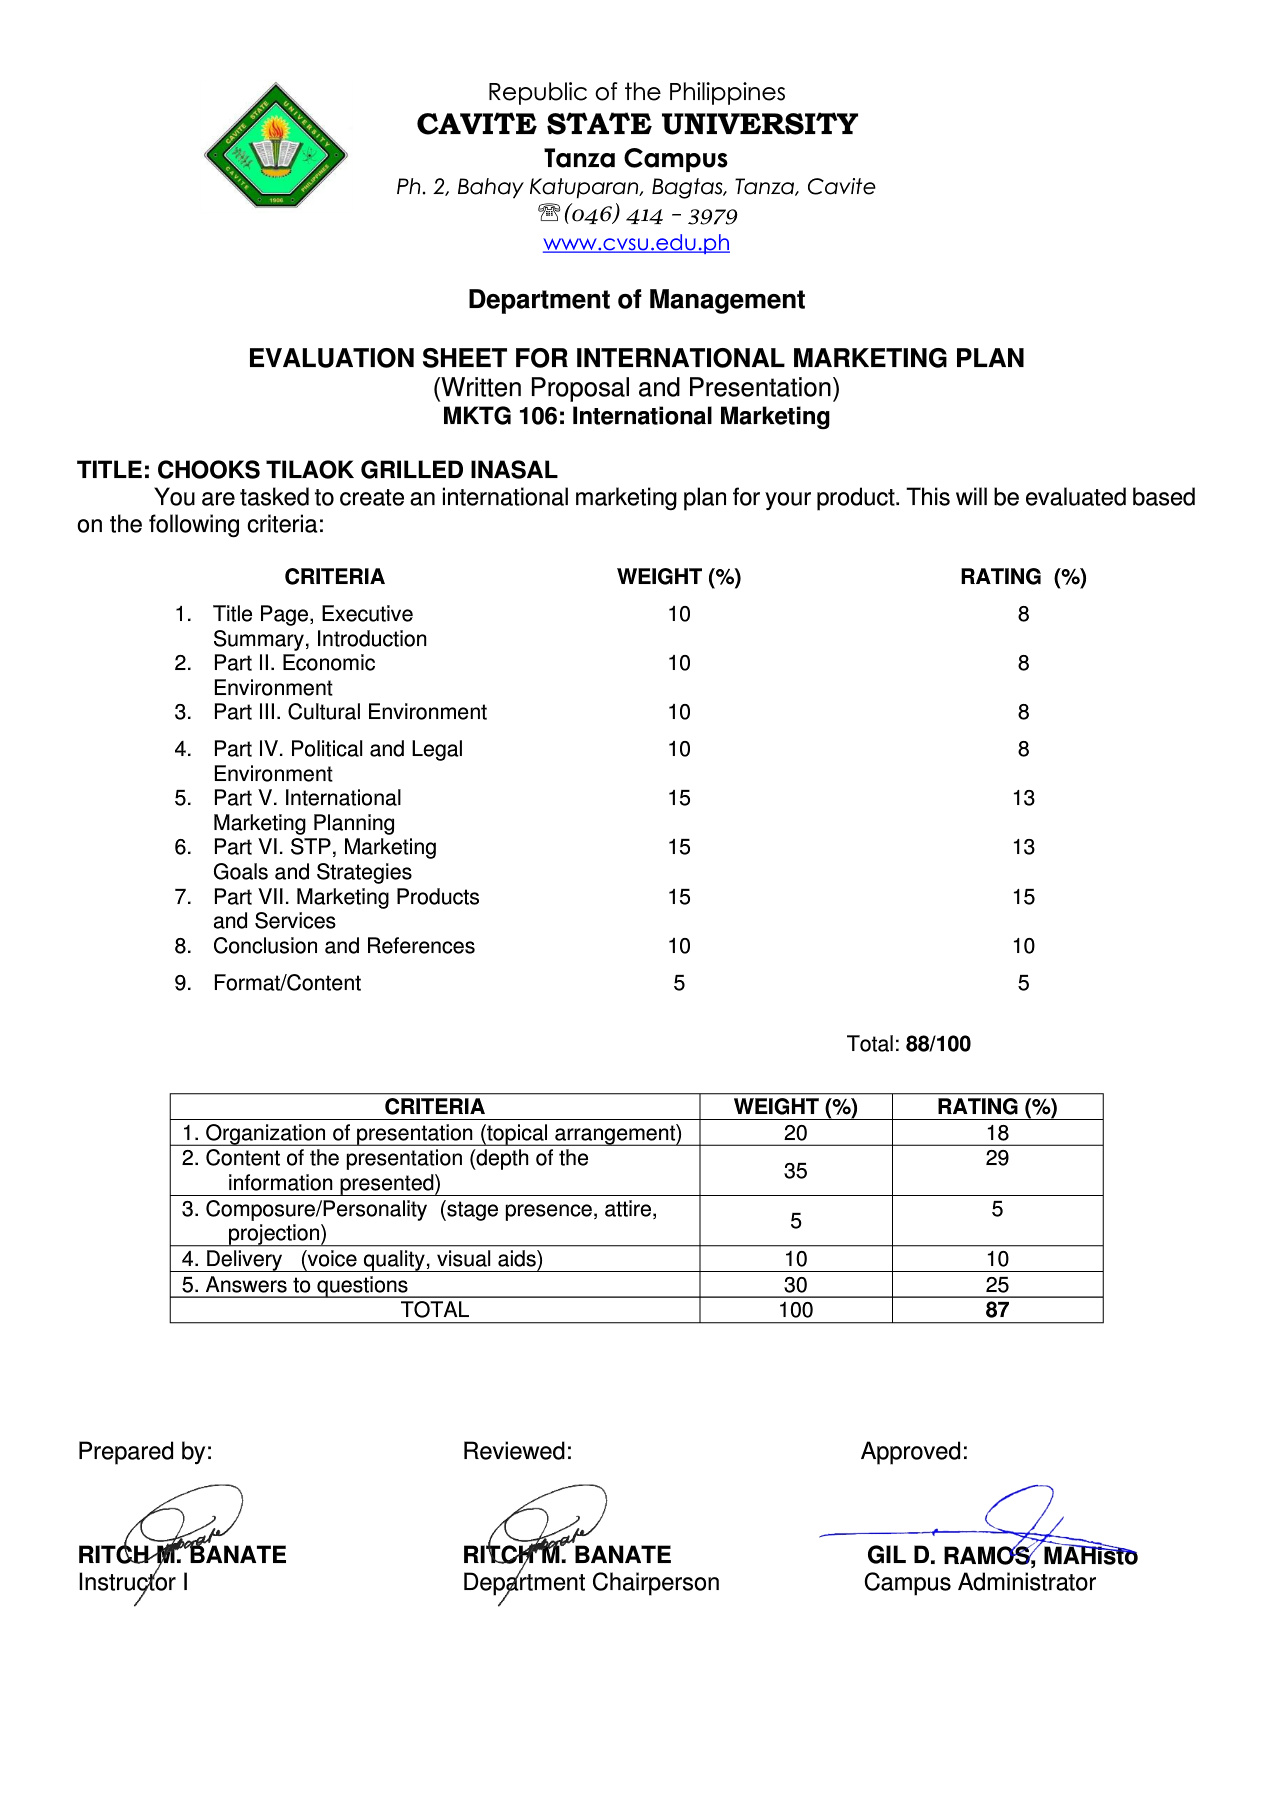 Republic of the Philippines
CAVITE STATE UNIVERSITY
Tanza Campus
Ph. 2, Bahay Katuparan, Bagtas, Tanza, Cavite
☏(046) 414 – 3979
www.cvsu.edu.ph
CAVITE STATE UNIVERSITY
CAVITE PHILIPPINES
1906
Department of Management
EVALUATION SHEET FOR INTERNATIONAL MARKETING PLAN
(Written Proposal and Presentation)
MKTG 106: International Marketing
TITLE: CHOOKS TILAOK GRILLED INASAL
You are tasked to create an international marketing plan for your product. This will be evaluated based
on the following criteria:
CRITERIA WEIGHT (%) RATING (%)
1. Title Page, Executive 10 8
Summary, Introduction
2. Part II. Economic 10 8
Environment
3. Part III. Cultural Environment 10 8
4. Part IV. Political and Legal 10 8
Environment
5. Part V. International 15 13
Marketing Planning
6. Part VI. STP, Marketing 15 13
Goals and Strategies
7. Part VII. Marketing Products 15 15
and Services
8. Conclusion and References 10 10
9. Format/Content 5 5
Total: 88/100
CRITERIA WEIGHT (%) RATING (%)
1. Organization of presentation (topical arrangement) 20 18
2. Content of the presentation (depth of the 35 29
information presented)
3. Composure/Personality (stage presence, attire, 5 5
projection)
4. Delivery (voice quality, visual aids) 10 10
5. Answers to questions 30 25
TOTAL 100 87
Prepared by: Reviewed: Approved:
RITCH M. BANATE RITCH M. BANATE GIL D. RAMOS, MAHisto
Instructor I Department Chairperson Campus Administrator